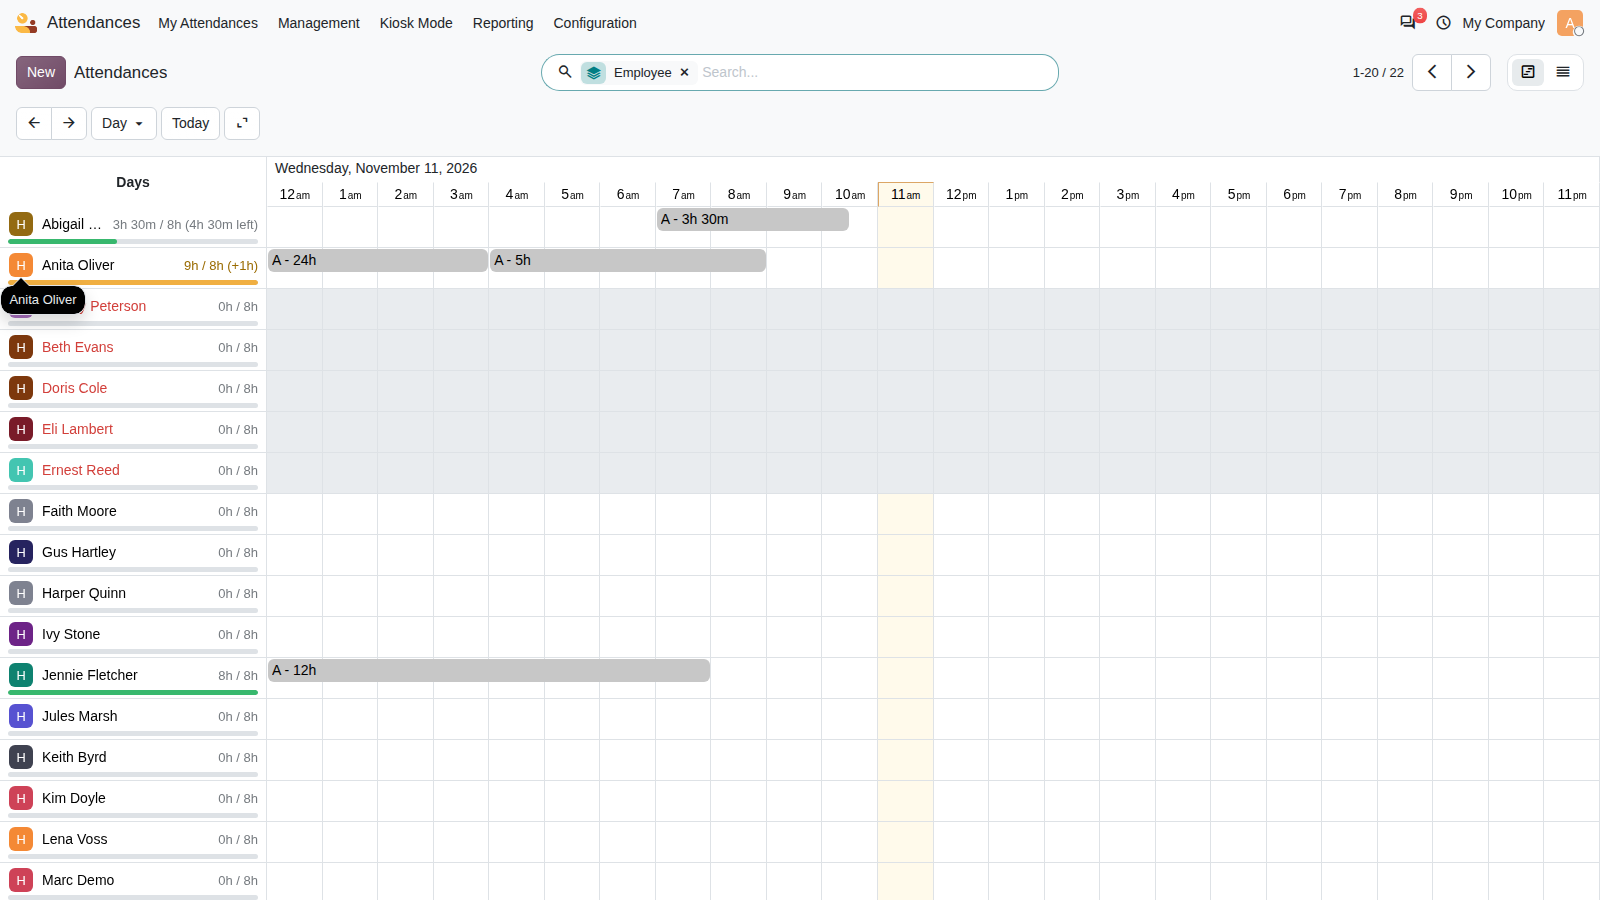 Attendances My Attendances Management Kiosk Mode Reporting Configuration 3 My Company A
New Attendances Employee Search... 1-20 / 22
Day Today
Days Wednesday, November 11, 2026
12am 1am 2am 3am 4am 5am 6am 7am 8am 9am 10am 11am 12pm 1pm 2pm 3pm 4pm 5pm 6pm 7pm 8pm 9pm 10pm 11pm
H Abigail ... 3h 30m / 8h (4h 30m left) A - 3h 30m
H Anita Oliver 9h / 8h (+1h) A - 24h A - 5h
Anita Oliver
Peterson 0h / 8h
H Beth Evans 0h / 8h
H Doris Cole 0h / 8h
H Eli Lambert 0h / 8h
H Ernest Reed 0h / 8h
H Faith Moore 0h / 8h
H Gus Hartley 0h / 8h
H Harper Quinn 0h / 8h
H Ivy Stone 0h / 8h
H Jennie Fletcher 8h / 8h A - 12h
H Jules Marsh 0h / 8h
H Keith Byrd 0h / 8h
H Kim Doyle 0h / 8h
H Lena Voss 0h / 8h
H Marc Demo 0h / 8h